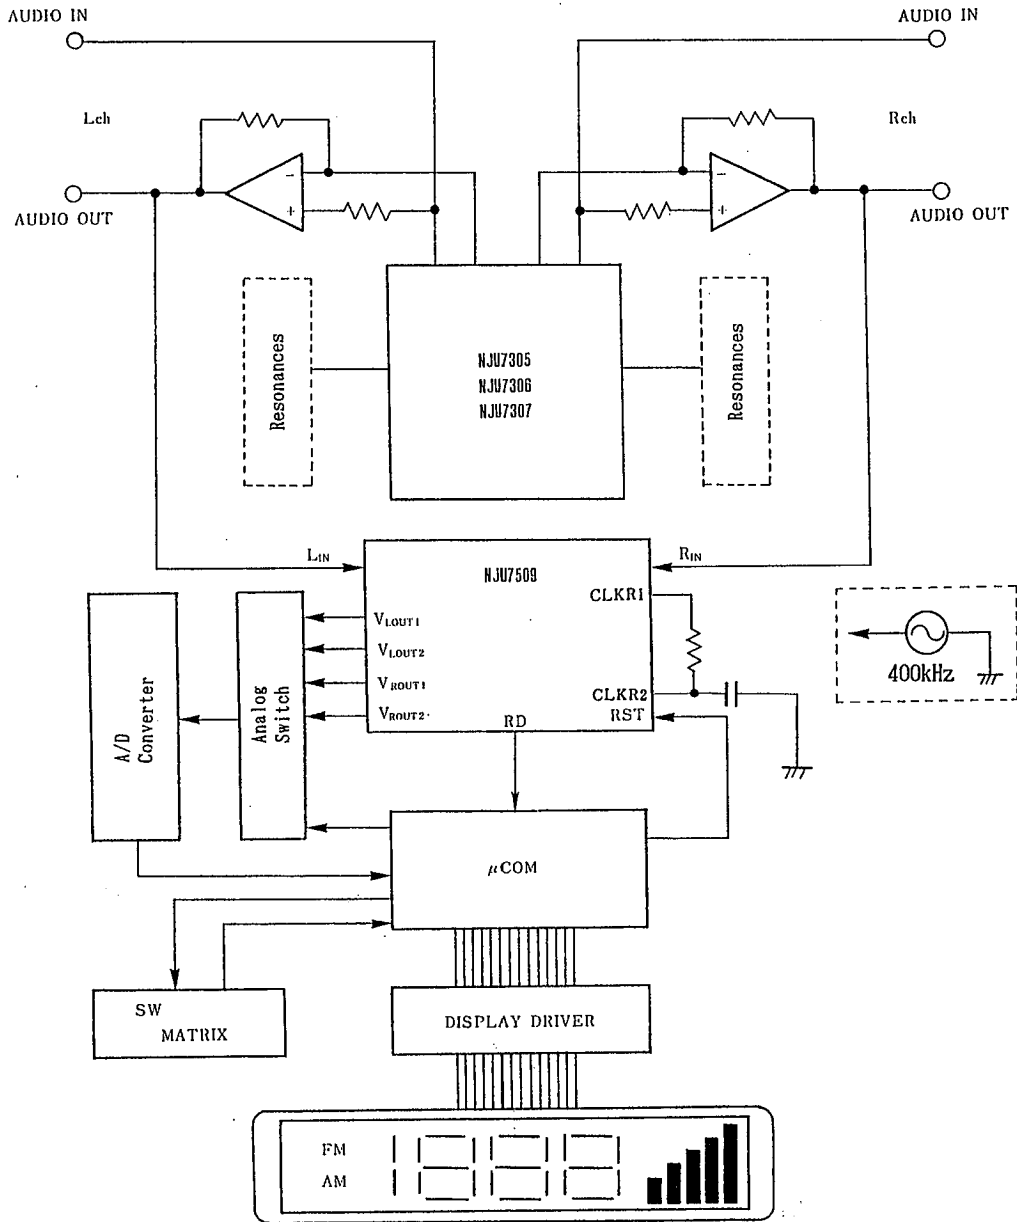 AUDIO IN
AUDIO IN
Lch
Rch
−
−
+
+
AUDIO OUT
AUDIO OUT
Resonances
NJU7305
NJU7306
NJU7307
Resonances
LIN
RIN
NJU7509
CLKR1
VLOUT1
VLOUT2
VROUT1
VROUT2
CLKR2
RST
RD
400kHz
A/D
Converter
Analog
Switch
μCOM
SW
MATRIX
DISPLAY DRIVER
FM
AM
1888